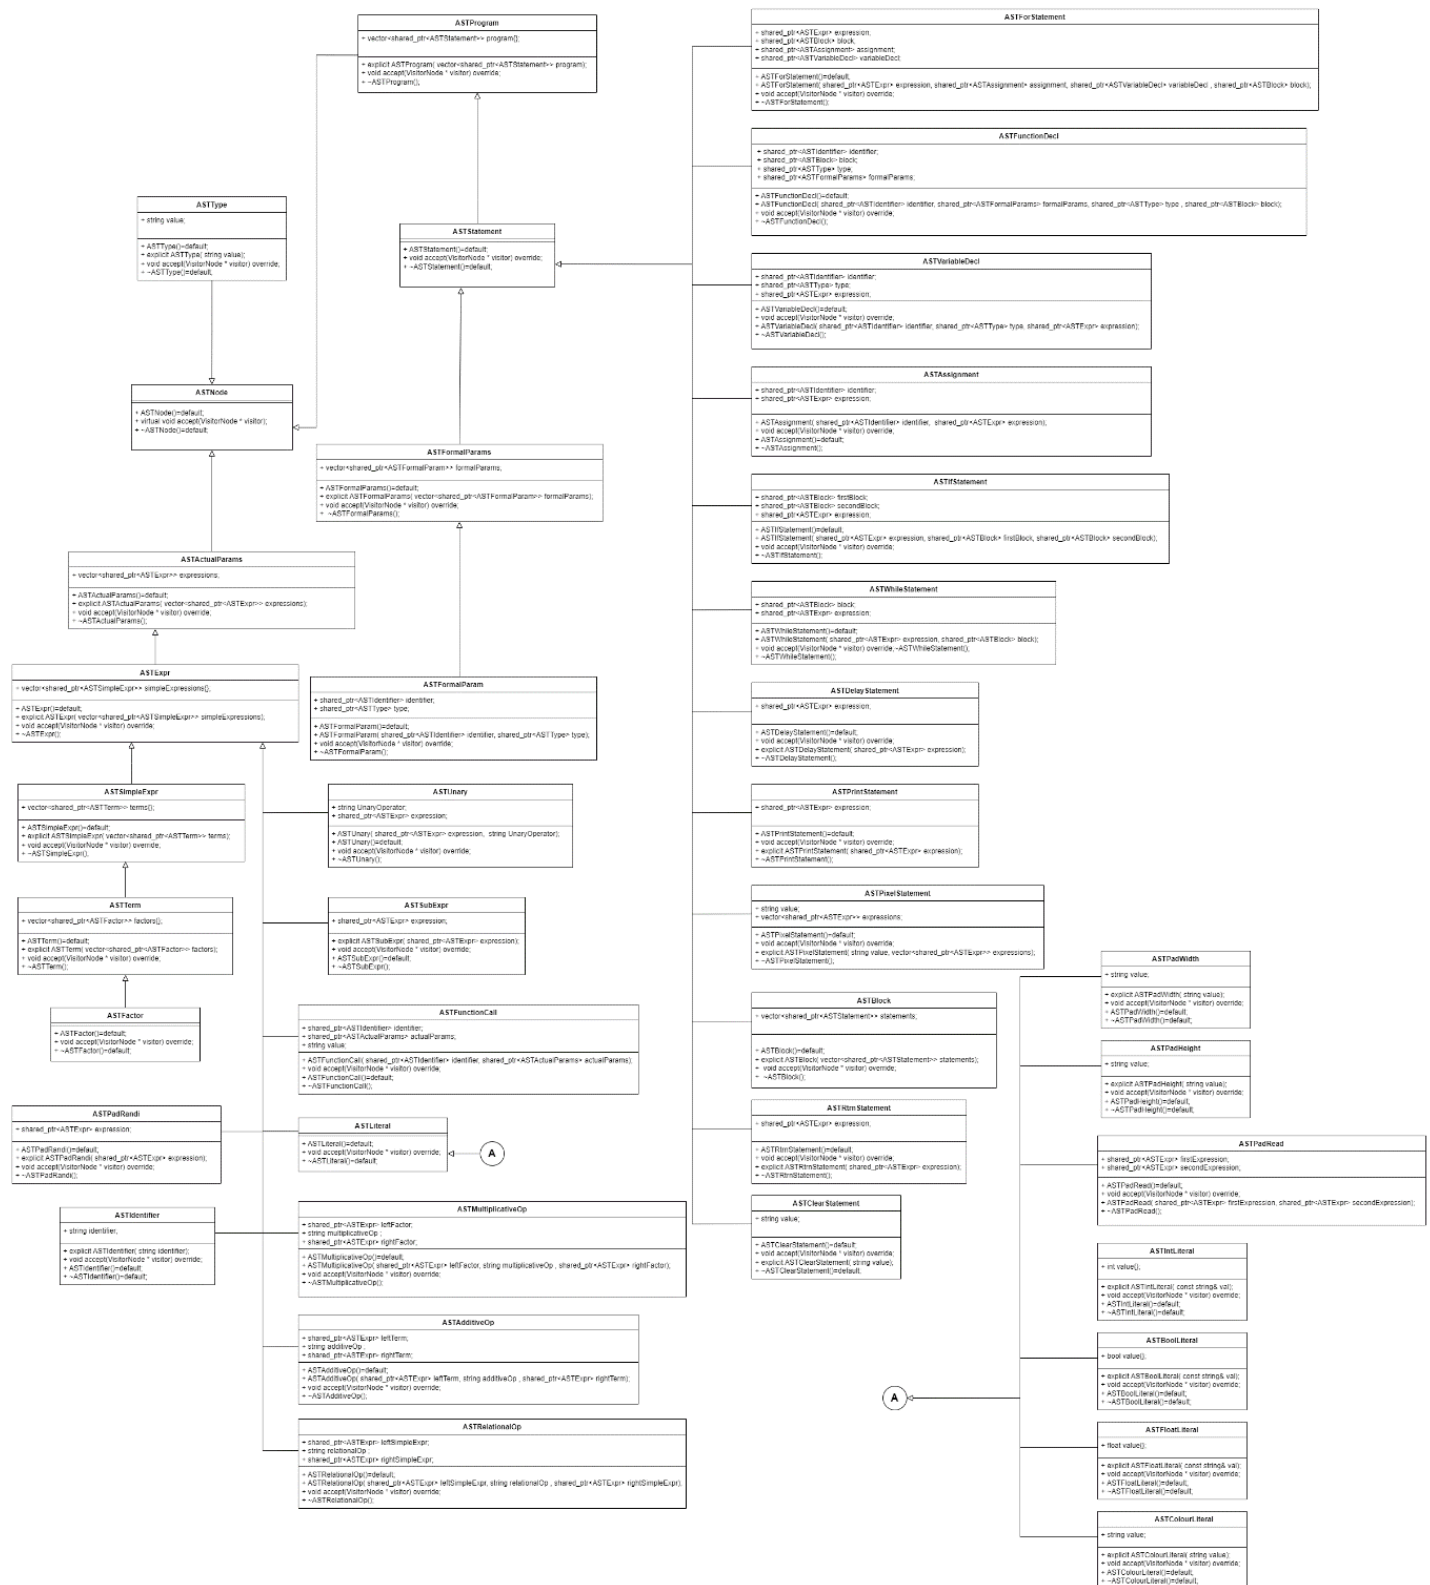 ASTProgram
+ vector<shared_ptr<ASTStatement>> program{};
+ explicit ASTProgram( vector<shared_ptr<ASTStatement>> program);
+ void accept(VisitorNode * visitor) override;
+ ~ASTProgram();
ASTType
+ string value;
+ ASTType()=default;
+ explicit ASTType( string value);
+ void accept(VisitorNode * visitor) override;
+ ~ASTType()=default;
ASTStatement
+ ASTStatement()=default;
+ void accept(VisitorNode * visitor) override;
+ ~ASTStatement()=default;
ASTNode
+ ASTNode()=default;
+ virtual void accept(VisitorNode * visitor);
+ ~ASTNode()=default;
ASTFormalParams
+ vector<shared_ptr<ASTFormalParam>> formalParams;
+ ASTFormalParams()=default;
+ explicit ASTFormalParams( vector<shared_ptr<ASTFormalParam>> formalParams);
+ void accept(VisitorNode * visitor) override;
+ ~ASTFormalParams();
ASTActualParams
+ vector<shared_ptr<ASTExpr>> expressions;
+ ASTActualParams()=default;
+ explicit ASTActualParams( vector<shared_ptr<ASTExpr>> expressions);
+ void accept(VisitorNode * visitor) override;
+ ~ASTActualParams();
ASTExpr
+ vector<shared_ptr<ASTSimpleExpr>> simpleExpressions{};
+ ASTExpr()=default;
+ explicit ASTExpr( vector<shared_ptr<ASTSimpleExpr>> simpleExpressions);
+ void accept(VisitorNode * visitor) override;
+ ~ASTExpr();
ASTFormalParam
+ shared_ptr<ASTIdentifier> identifier;
+ shared_ptr<ASTType> type;
+ ASTFormalParam()=default;
+ ASTFormalParam( shared_ptr<ASTIdentifier> identifier, shared_ptr<ASTType> type);
+ void accept(VisitorNode * visitor) override;
+ ~ASTFormalParam();
ASTSimpleExpr
+ vector<shared_ptr<ASTTerm>> terms{};
+ ASTSimpleExpr()=default;
+ explicit ASTSimpleExpr( vector<shared_ptr<ASTTerm>> terms);
+ void accept(VisitorNode * visitor) override;
+ ~ASTSimpleExpr();
ASTUnary
+ string UnaryOperator;
+ shared_ptr<ASTExpr> expression;
+ ASTUnary( shared_ptr<ASTExpr> expression, string UnaryOperator);
+ ASTUnary()=default;
+ void accept(VisitorNode * visitor) override;
+ ~ASTUnary();
ASTTerm
+ vector<shared_ptr<ASTFactor>> factors{};
+ ASTTerm()=default;
+ explicit ASTTerm( vector<shared_ptr<ASTFactor>> factors);
+ void accept(VisitorNode * visitor) override;
+ ~ASTTerm();
ASTSubExpr
+ shared_ptr<ASTExpr> expression;
+ explicit ASTSubExpr( shared_ptr<ASTExpr> expression);
+ void accept(VisitorNode * visitor) override;
+ ASTSubExpr()=default;
+ ~ASTSubExpr();
ASTFactor
+ ASTFactor()=default;
+ void accept(VisitorNode * visitor) override;
+ ~ASTFactor()=default;
ASTFunctionCall
+ shared_ptr<ASTIdentifier> identifier;
+ shared_ptr<ASTActualParams> actualParams;
+ string value;
+ ASTFunctionCall( shared_ptr<ASTIdentifier> identifier, shared_ptr<ASTActualParams> actualParams);
+ void accept(VisitorNode * visitor) override;
+ ASTFunctionCall()=default;
+ ~ASTFunctionCall();
ASTPadRandi
+ shared_ptr<ASTExpr> expression;
+ ASTPadRandi()=default;
+ explicit ASTPadRandi( shared_ptr<ASTExpr> expression);
+ void accept(VisitorNode * visitor) override;
+ ~ASTPadRandi();
ASTLiteral
+ ASTLiteral()=default;
+ void accept(VisitorNode * visitor) override;
+ ~ASTLiteral()=default;
A
ASTIdentifier
+ string identifier;
+ explicit ASTIdentifier( string identifier);
+ void accept(VisitorNode * visitor) override;
+ ASTIdentifier()=default;
+ ~ASTIdentifier()=default;
ASTMultiplicativeOp
+ shared_ptr<ASTExpr> leftFactor;
+ string multiplicativeOp ;
+ shared_ptr<ASTExpr> rightFactor;
+ ASTMultiplicativeOp()=default;
+ ASTMultiplicativeOp( shared_ptr<ASTExpr> leftFactor, string multiplicativeOp , shared_ptr<ASTExpr> rightFactor);
+ void accept(VisitorNode * visitor) override;
+ ~ASTMultiplicativeOp();
ASTAdditiveOp
+ shared_ptr<ASTExpr> leftTerm;
+ string additiveOp ;
+ shared_ptr<ASTExpr> rightTerm;
+ ASTAdditiveOp()=default;
+ ASTAdditiveOp( shared_ptr<ASTExpr> leftTerm, string additiveOp , shared_ptr<ASTExpr> rightTerm);
+ void accept(VisitorNode * visitor) override;
+ ~ASTAdditiveOp();
ASTRelationalOp
+ shared_ptr<ASTExpr> leftSimpleExpr;
+ string relationalOp ;
+ shared_ptr<ASTExpr> rightSimpleExpr;
+ ASTRelationalOp()=default;
+ ASTRelationalOp( shared_ptr<ASTExpr> leftSimpleExpr, string relationalOp , shared_ptr<ASTExpr> rightSimpleExpr);
+ void accept(VisitorNode * visitor) override;
+ ~ASTRelationalOp();
ASTForStatement
+ shared_ptr<ASTExpr> expression;
+ shared_ptr<ASTBlock> block;
+ shared_ptr<ASTAssignment> assignment;
+ shared_ptr<ASTVariableDecl> variableDecl;
+ ASTForStatement()=default;
+ ASTForStatement( shared_ptr<ASTExpr> expression, shared_ptr<ASTAssignment> assignment, shared_ptr<ASTVariableDecl> variableDecl , shared_ptr<ASTBlock> block);
+ void accept(VisitorNode * visitor) override;
+ ~ASTForStatement();
ASTFunctionDecl
+ shared_ptr<ASTIdentifier> identifier;
+ shared_ptr<ASTBlock> block;
+ shared_ptr<ASTType> type;
+ shared_ptr<ASTFormalParams> formalParams;
+ ASTFunctionDecl()=default;
+ ASTFunctionDecl( shared_ptr<ASTIdentifier> identifier, shared_ptr<ASTFormalParams> formalParams, shared_ptr<ASTType> type , shared_ptr<ASTBlock> block);
+ void accept(VisitorNode * visitor) override;
+ ~ASTFunctionDecl();
ASTVariableDecl
+ shared_ptr<ASTIdentifier> identifier;
+ shared_ptr<ASTType> type;
+ shared_ptr<ASTExpr> expression;
+ ASTVariableDecl()=default;
+ void accept(VisitorNode * visitor) override;
+ ASTVariableDecl( shared_ptr<ASTIdentifier> identifier, shared_ptr<ASTType> type, shared_ptr<ASTExpr> expression);
+ ~ASTVariableDecl();
ASTAssignment
+ shared_ptr<ASTIdentifier> identifier;
+ shared_ptr<ASTExpr> expression;
+ ASTAssignment( shared_ptr<ASTIdentifier> identifier, shared_ptr<ASTExpr> expression);
+ void accept(VisitorNode * visitor) override;
+ ASTAssignment()=default;
+ ~ASTAssignment();
ASTIfStatement
+ shared_ptr<ASTBlock> firstBlock;
+ shared_ptr<ASTBlock> secondBlock;
+ shared_ptr<ASTExpr> expression;
+ ASTIfStatement()=default;
+ ASTIfStatement( shared_ptr<ASTExpr> expression, shared_ptr<ASTBlock> firstBlock, shared_ptr<ASTBlock> secondBlock);
+ void accept(VisitorNode * visitor) override;
+ ~ASTIfStatement();
ASTWhileStatement
+ shared_ptr<ASTBlock> block;
+ shared_ptr<ASTExpr> expression;
+ ASTWhileStatement()=default;
+ ASTWhileStatement( shared_ptr<ASTExpr> expression, shared_ptr<ASTBlock> block);
+ void accept(VisitorNode * visitor) override;~ASTWhileStatement();
+ ~ASTWhileStatement();
ASTDelayStatement
+ shared_ptr<ASTExpr> expression;
+ ASTDelayStatement()=default;
+ void accept(VisitorNode * visitor) override;
+ explicit ASTDelayStatement( shared_ptr<ASTExpr> expression);
+ ~ASTDelayStatement();
ASTPrintStatement
+ shared_ptr<ASTExpr> expression;
+ ASTPrintStatement()=default;
+ void accept(VisitorNode * visitor) override;
+ explicit ASTPrintStatement( shared_ptr<ASTExpr> expression);
+ ~ASTPrintStatement();
ASTPixelStatement
+ string value;
+ vector<shared_ptr<ASTExpr>> expressions;
+ ASTPixelStatement()=default;
+ void accept(VisitorNode * visitor) override;
+ explicit ASTPixelStatement( string value, vector<shared_ptr<ASTExpr>> expressions);
+ ~ASTPixelStatement();
ASTBlock
+ vector<shared_ptr<ASTStatement>> statements;
+ ASTBlock()=default;
+ explicit ASTBlock( vector<shared_ptr<ASTStatement>> statements);
+ void accept(VisitorNode * visitor) override;
+ ~ASTBlock();
ASTRtrnStatement
+ shared_ptr<ASTExpr> expression;
+ ASTRtrnStatement()=default;
+ void accept(VisitorNode * visitor) override;
+ explicit ASTRtrnStatement( shared_ptr<ASTExpr> expression);
+ ~ASTRtrnStatement();
ASTClearStatement
+ string value;
+ ASTClearStatement()=default;
+ void accept(VisitorNode * visitor) override;
+ explicit ASTClearStatement( string value);
+ ~ASTClearStatement()=default;
ASTPadWidth
+ string value;
+ explicit ASTPadWidth( string value);
+ void accept(VisitorNode * visitor) override;
+ ASTPadWidth()=default;
+ ~ASTPadWidth()=default;
ASTPadHeight
+ string value;
+ explicit ASTPadHeight( string value);
+ void accept(VisitorNode * visitor) override;
+ ASTPadHeight()=default;
+ ~ASTPadHeight()=default;
ASTPadRead
+ shared_ptr<ASTExpr> firstExpression;
+ shared_ptr<ASTExpr> secondExpression;
+ ASTPadRead()=default;
+ void accept(VisitorNode * visitor) override;
+ ASTPadRead( shared_ptr<ASTExpr> firstExpression, shared_ptr<ASTExpr> secondExpression);
+ ~ASTPadRead();
ASTIntLiteral
+ int value{};
+ explicit ASTIntLiteral( const string& val);
+ void accept(VisitorNode * visitor) override;
+ ASTIntLiteral()=default;
+ ~ASTIntLiteral()=default;
ASTBoolLiteral
+ bool value{};
+ explicit ASTBoolLiteral( const string& val);
+ void accept(VisitorNode * visitor) override;
+ ASTBoolLiteral()=default;
+ ~ASTBoolLiteral()=default;
A
ASTFloatLiteral
+ float value{};
+ explicit ASTFloatLiteral( const string& val);
+ void accept(VisitorNode * visitor) override;
+ ASTFloatLiteral()=default;
+ ~ASTFloatLiteral()=default;
ASTColourLiteral
+ string value;
+ explicit ASTColourLiteral( string value);
+ void accept(VisitorNode * visitor) override;
+ ASTColourLiteral()=default;
+ ~ASTColourLiteral()=default;